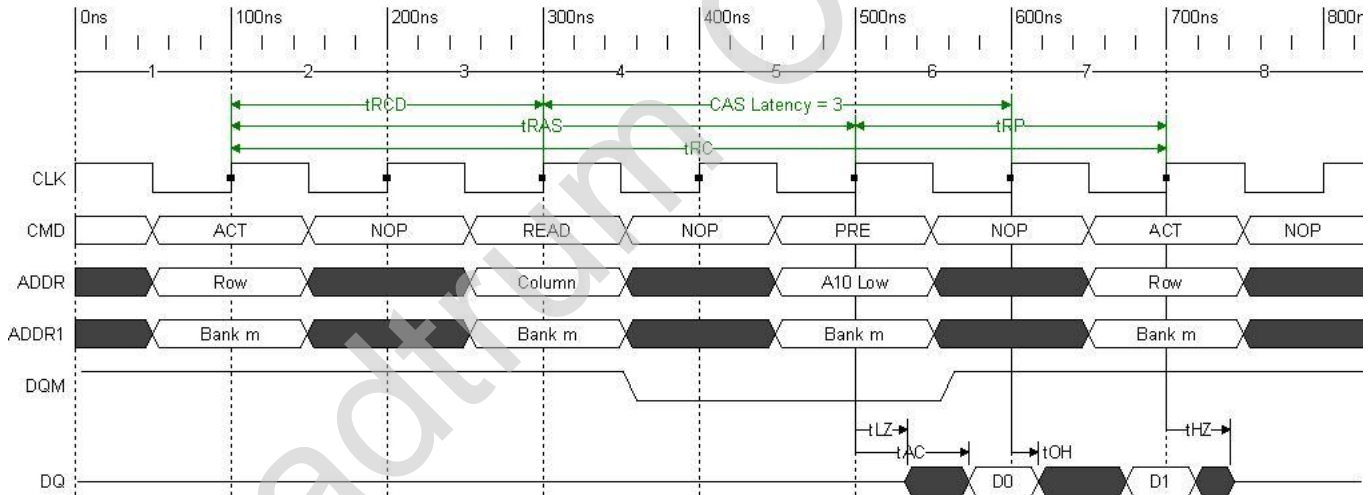 0ns 100ns 200ns 300ns 400ns 500ns 600ns 700ns
1 2 3 4 5 6 7 8
tRCD CAS Latency = 3
tRAS tRP
tRC
CLK
CMD ACT NOP READ NOP PRE NOP ACT NOP
ADDR Row Column A10 Low Row
ADDR1 Bank m Bank m Bank m Bank m
DQM
tLZ tHZ
tAC tOH
DQ D0 D1